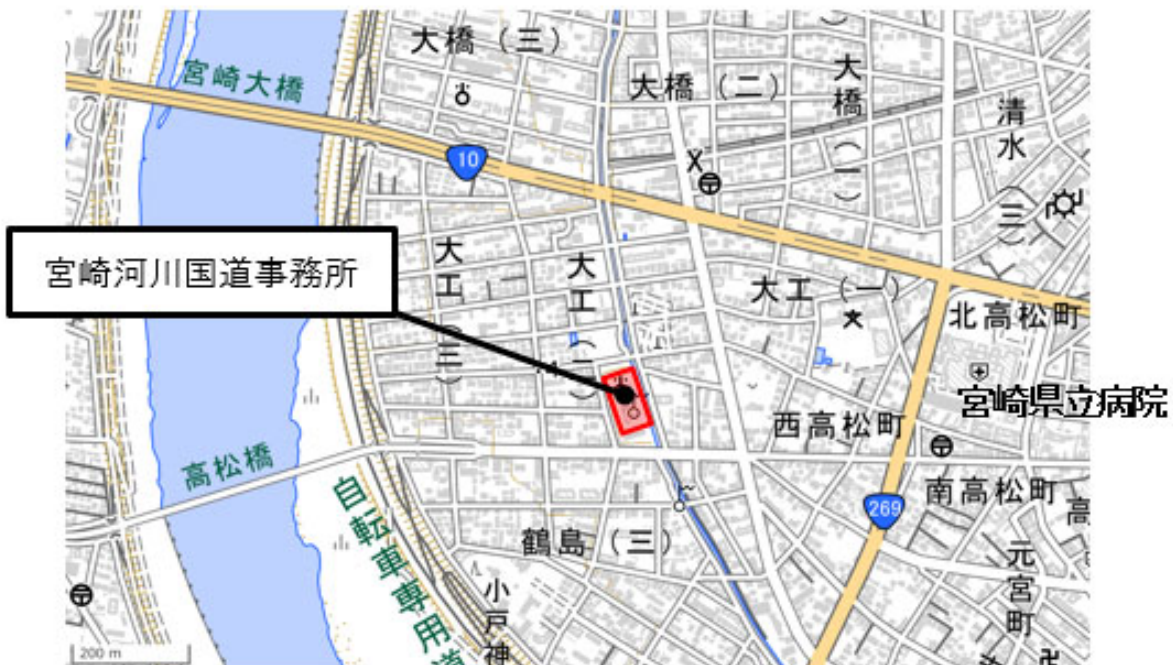 大橋（三）
宮崎大橋
大橋（二）
大橋（一）
清水（三）
10
宮崎河川国道事務所
大工（三）
大工（二）
大工（一）
北高松町
宮崎県立病院
西高松町
高松橋
自転車専用道
南高松町
269
高
鶴島（三）
元宮町
小戸神
200 m